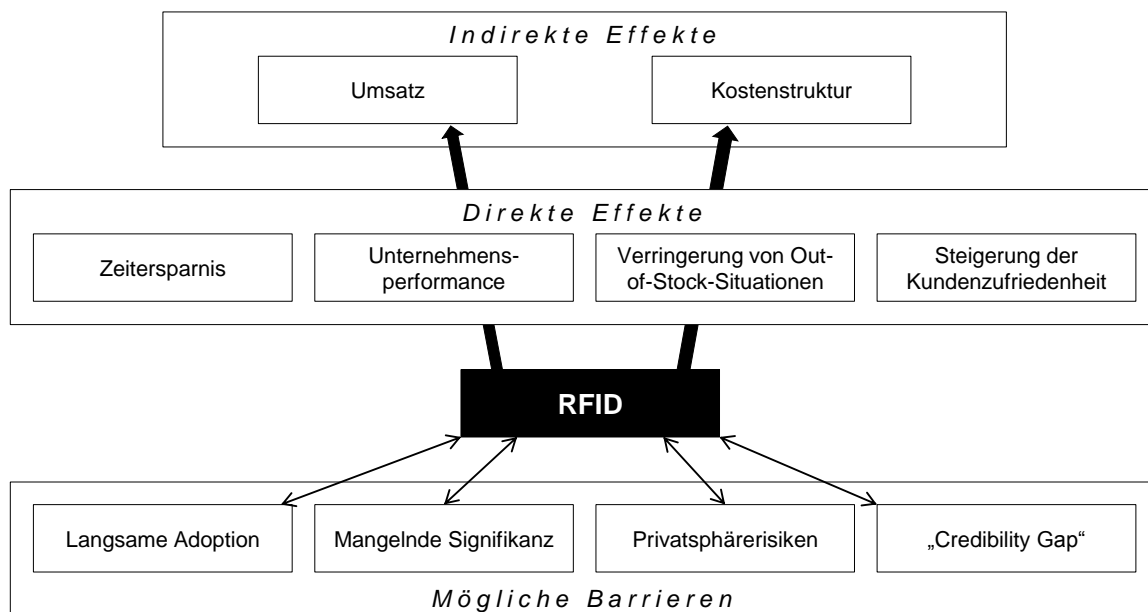 Indirekte Effekte
Umsatz
Kostenstruktur
Direkte Effekte
Zeitersparnis
Unternehmens-
performance
Verringerung von Out-
of-Stock-Situationen
Steigerung der
Kundenzufriedenheit
RFID
Langsame Adoption
Mangelnde Signifikanz
Privatsphärerisiken
„Credibility Gap“
Mögliche Barrieren